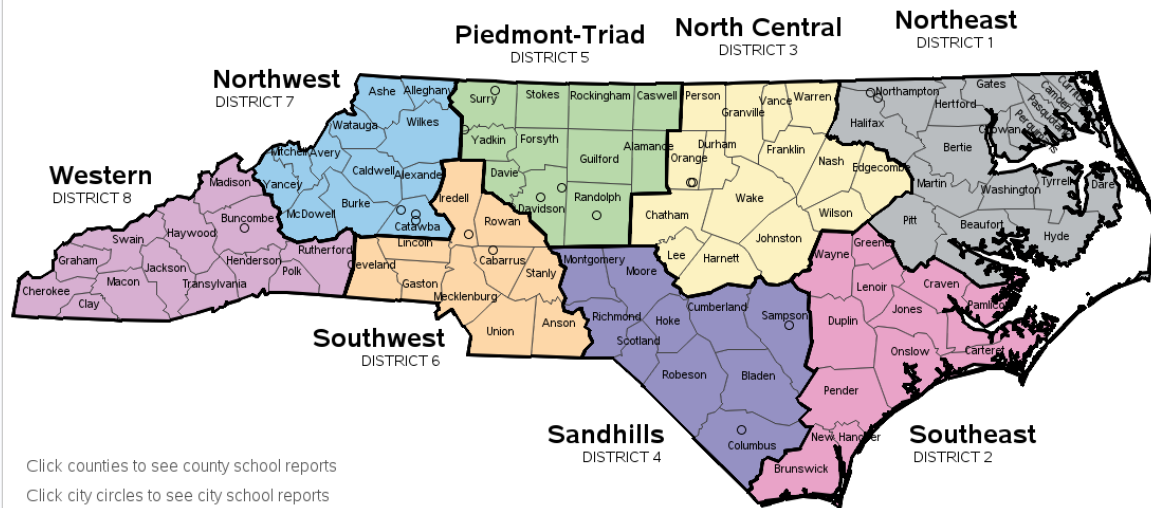 Northeast
DISTRICT 1
North Central
DISTRICT 3
Piedmont-Triad
DISTRICT 5
Northwest
DISTRICT 7
Western
DISTRICT 8
Southwest
DISTRICT 6
Sandhills
DISTRICT 4
Southeast
DISTRICT 2
Ashe
Alleghany
Wilkes
Watauga
Mitchell
Avery
Caldwell
Alexande
Yancey
Burke
McDowell
Catawba
Madison
Buncombe
Haywood
Swain
Graham
Jackson
Henderson
Rutherford
Polk
Transylvania
Macon
Cherokee
Clay
Surry
Stokes
Rockingham
Caswell
Yadkin
Forsyth
Alamance
Guilford
Davie
Davidson
Randolph
Iredell
Rowan
Lincoln
Cleveland
Cabarrus
Stanly
Gaston
Mecklenburg
Union
Anson
Person
Vance
Warren
Granville
Durham
Orange
Franklin
Nash
Edgecombe
Wake
Chatham
Wilson
Johnston
Lee
Harnett
Northampton
Gates
Hertford
Halifax
Currituck
Camden
Pasquotank
Perquimans
Chowan
Bertie
Martin
Washington
Tyrrell
Dare
Pitt
Beaufort
Hyde
Montgomery
Moore
Richmond
Hoke
Cumberland
Sampson
Scotland
Robeson
Bladen
Columbus
Wayne
Greene
Lenoir
Craven
Pamlico
Jones
Duplin
Onslow
Carteret
Pender
New Hanover
Brunswick
Click counties to see county school reports
Click city circles to see city school reports